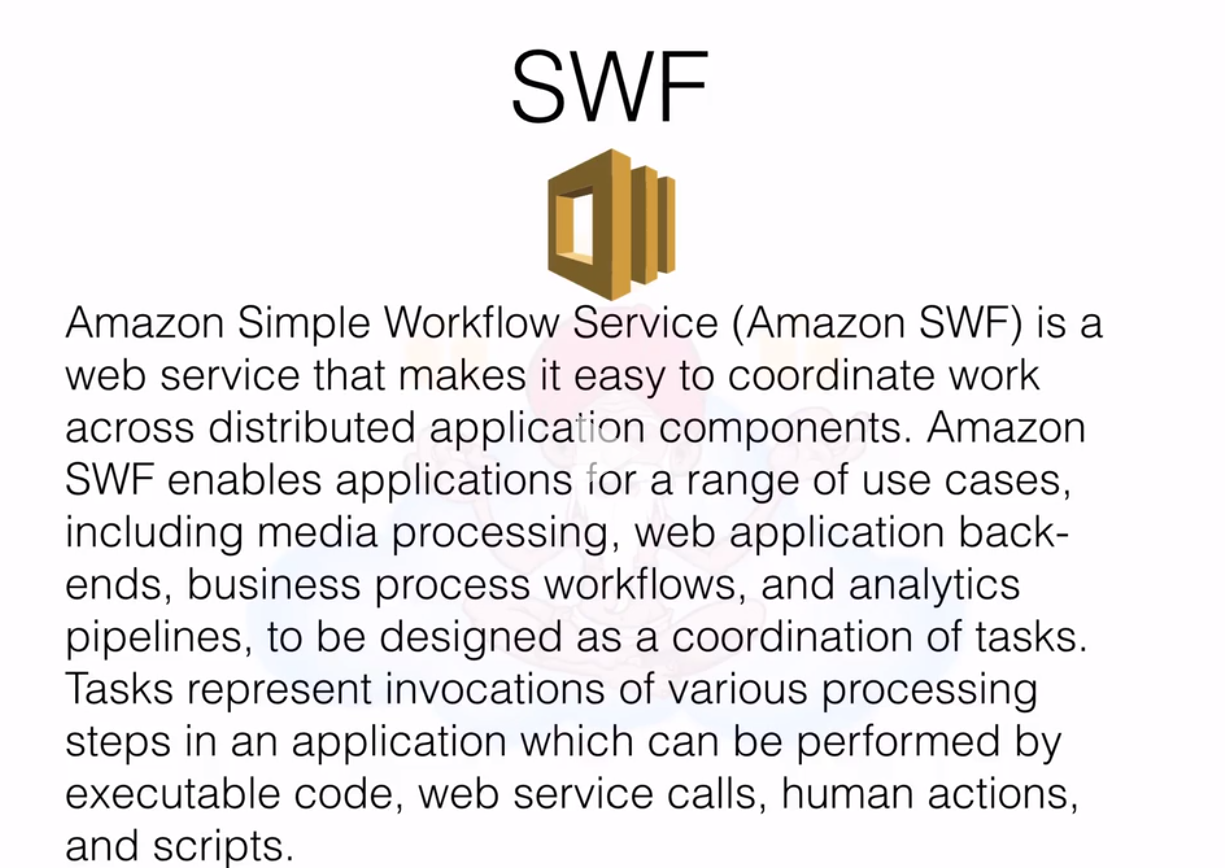 SWF
Amazon Simple Workflow Service (Amazon SWF) is a
web service that makes it easy to coordinate work
across distributed application components. Amazon
SWF enables applications for a range of use cases,
including media processing, web application back-
ends, business process workflows, and analytics
pipelines, to be designed as a coordination of tasks.
Tasks represent invocations of various processing
steps in an application which can be performed by
executable code, web service calls, human actions,
and scripts.